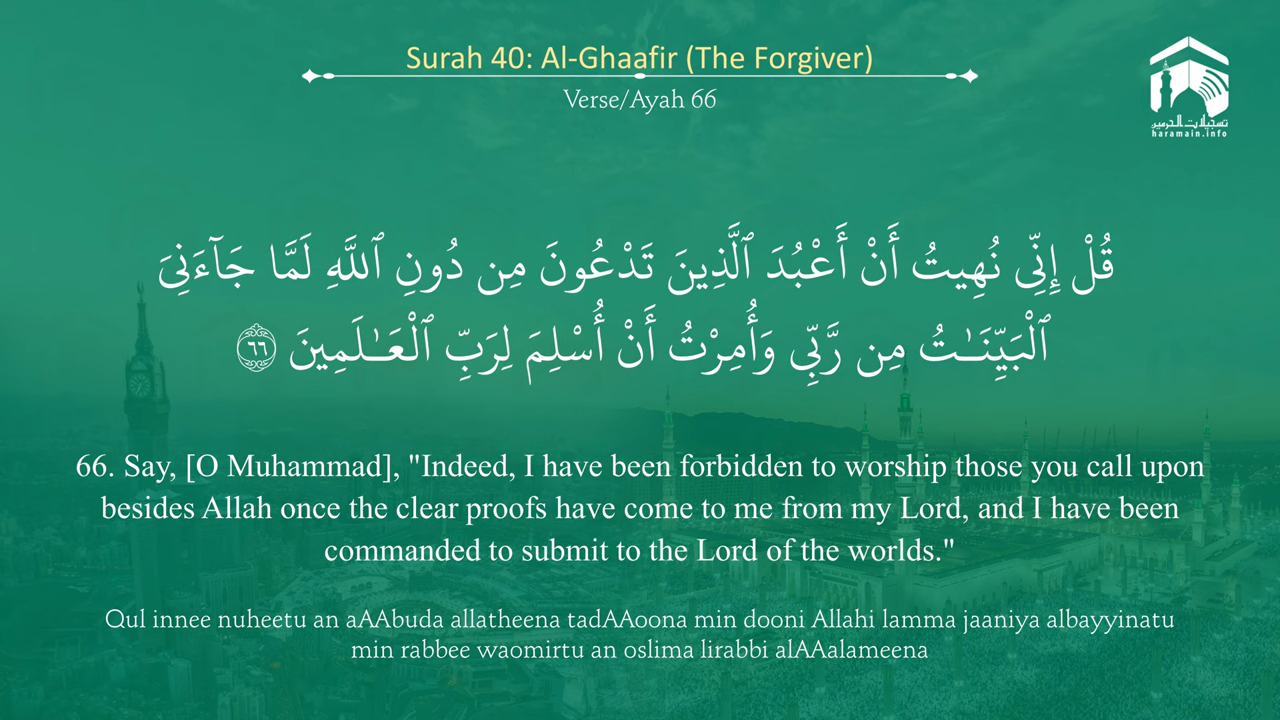 Surah 40: Al-Ghaafir (The Forgiver)
Verse/Ayah 66
تسجيلات الحرمين
haramain.info
قُلْ إِنِّى نُهِيتُ أَنْ أَعْبُدَ ٱلَّذِينَ تَدْعُونَ مِن دُونِ ٱللَّهِ لَمَّا جَآءَنِىَ
ٱلْبَيِّنَـٰتُ مِن رَّبِّى وَأُمِرْتُ أَنْ أُسْلِمَ لِرَبِّ ٱلْعَـٰلَمِينَ ٦٦
66. Say, [O Muhammad], "Indeed, I have been forbidden to worship those you call upon
besides Allah once the clear proofs have come to me from my Lord, and I have been
commanded to submit to the Lord of the worlds."
Qul innee nuheetu an aAAbuda allatheena tadAAoona min dooni Allahi lamma jaaniya albayyinatu
min rabbee waomirtu an oslima lirabbi alAAalameena